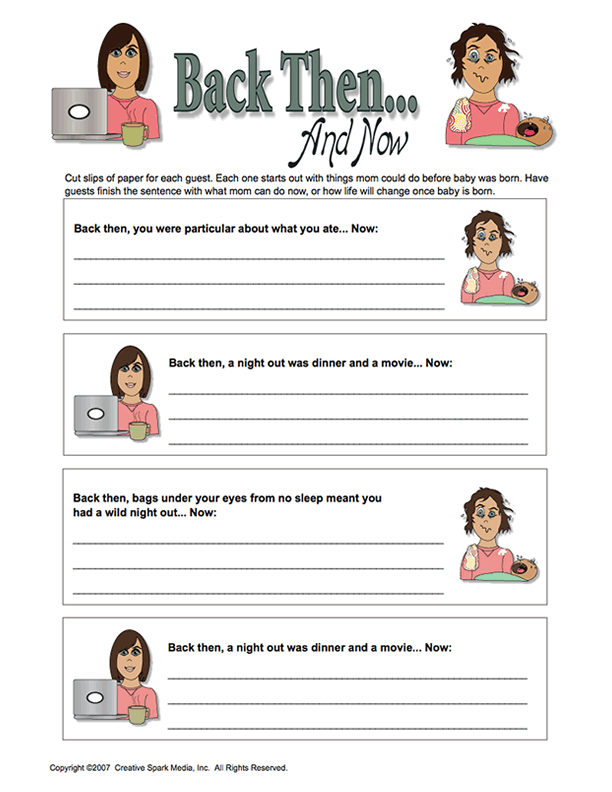 Back Then...
And Now
Cut slips of paper for each guest. Each one starts out with things mom could do before baby was born. Have
guests finish the sentence with what mom can do now, or how life will change once baby is born.
Back then, you were particular about what you ate... Now:
Back then, a night out was dinner and a movie... Now:
Back then, bags under your eyes from no sleep meant you
had a wild night out... Now:
Back then, a night out was dinner and a movie... Now:
Copyright ©2007 Creative Spark Media, Inc. All Rights Reserved.